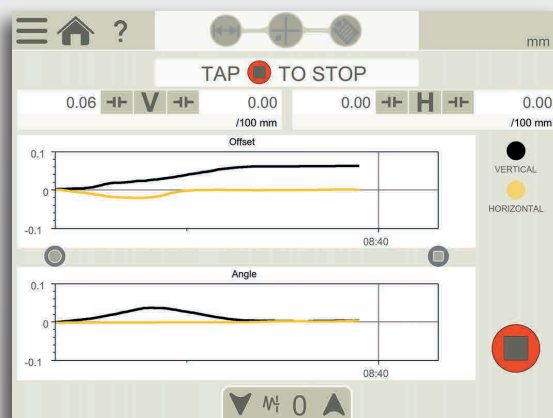 ?
mm
TAP TO STOP
0.06 V 0.00 0.00 H 0.00
/100 mm /100 mm
Offset
0.1
0
-0.1
08:40
VERTICAL
HORIZONTAL
Angle
0.1
0
-0.1
08:40
0